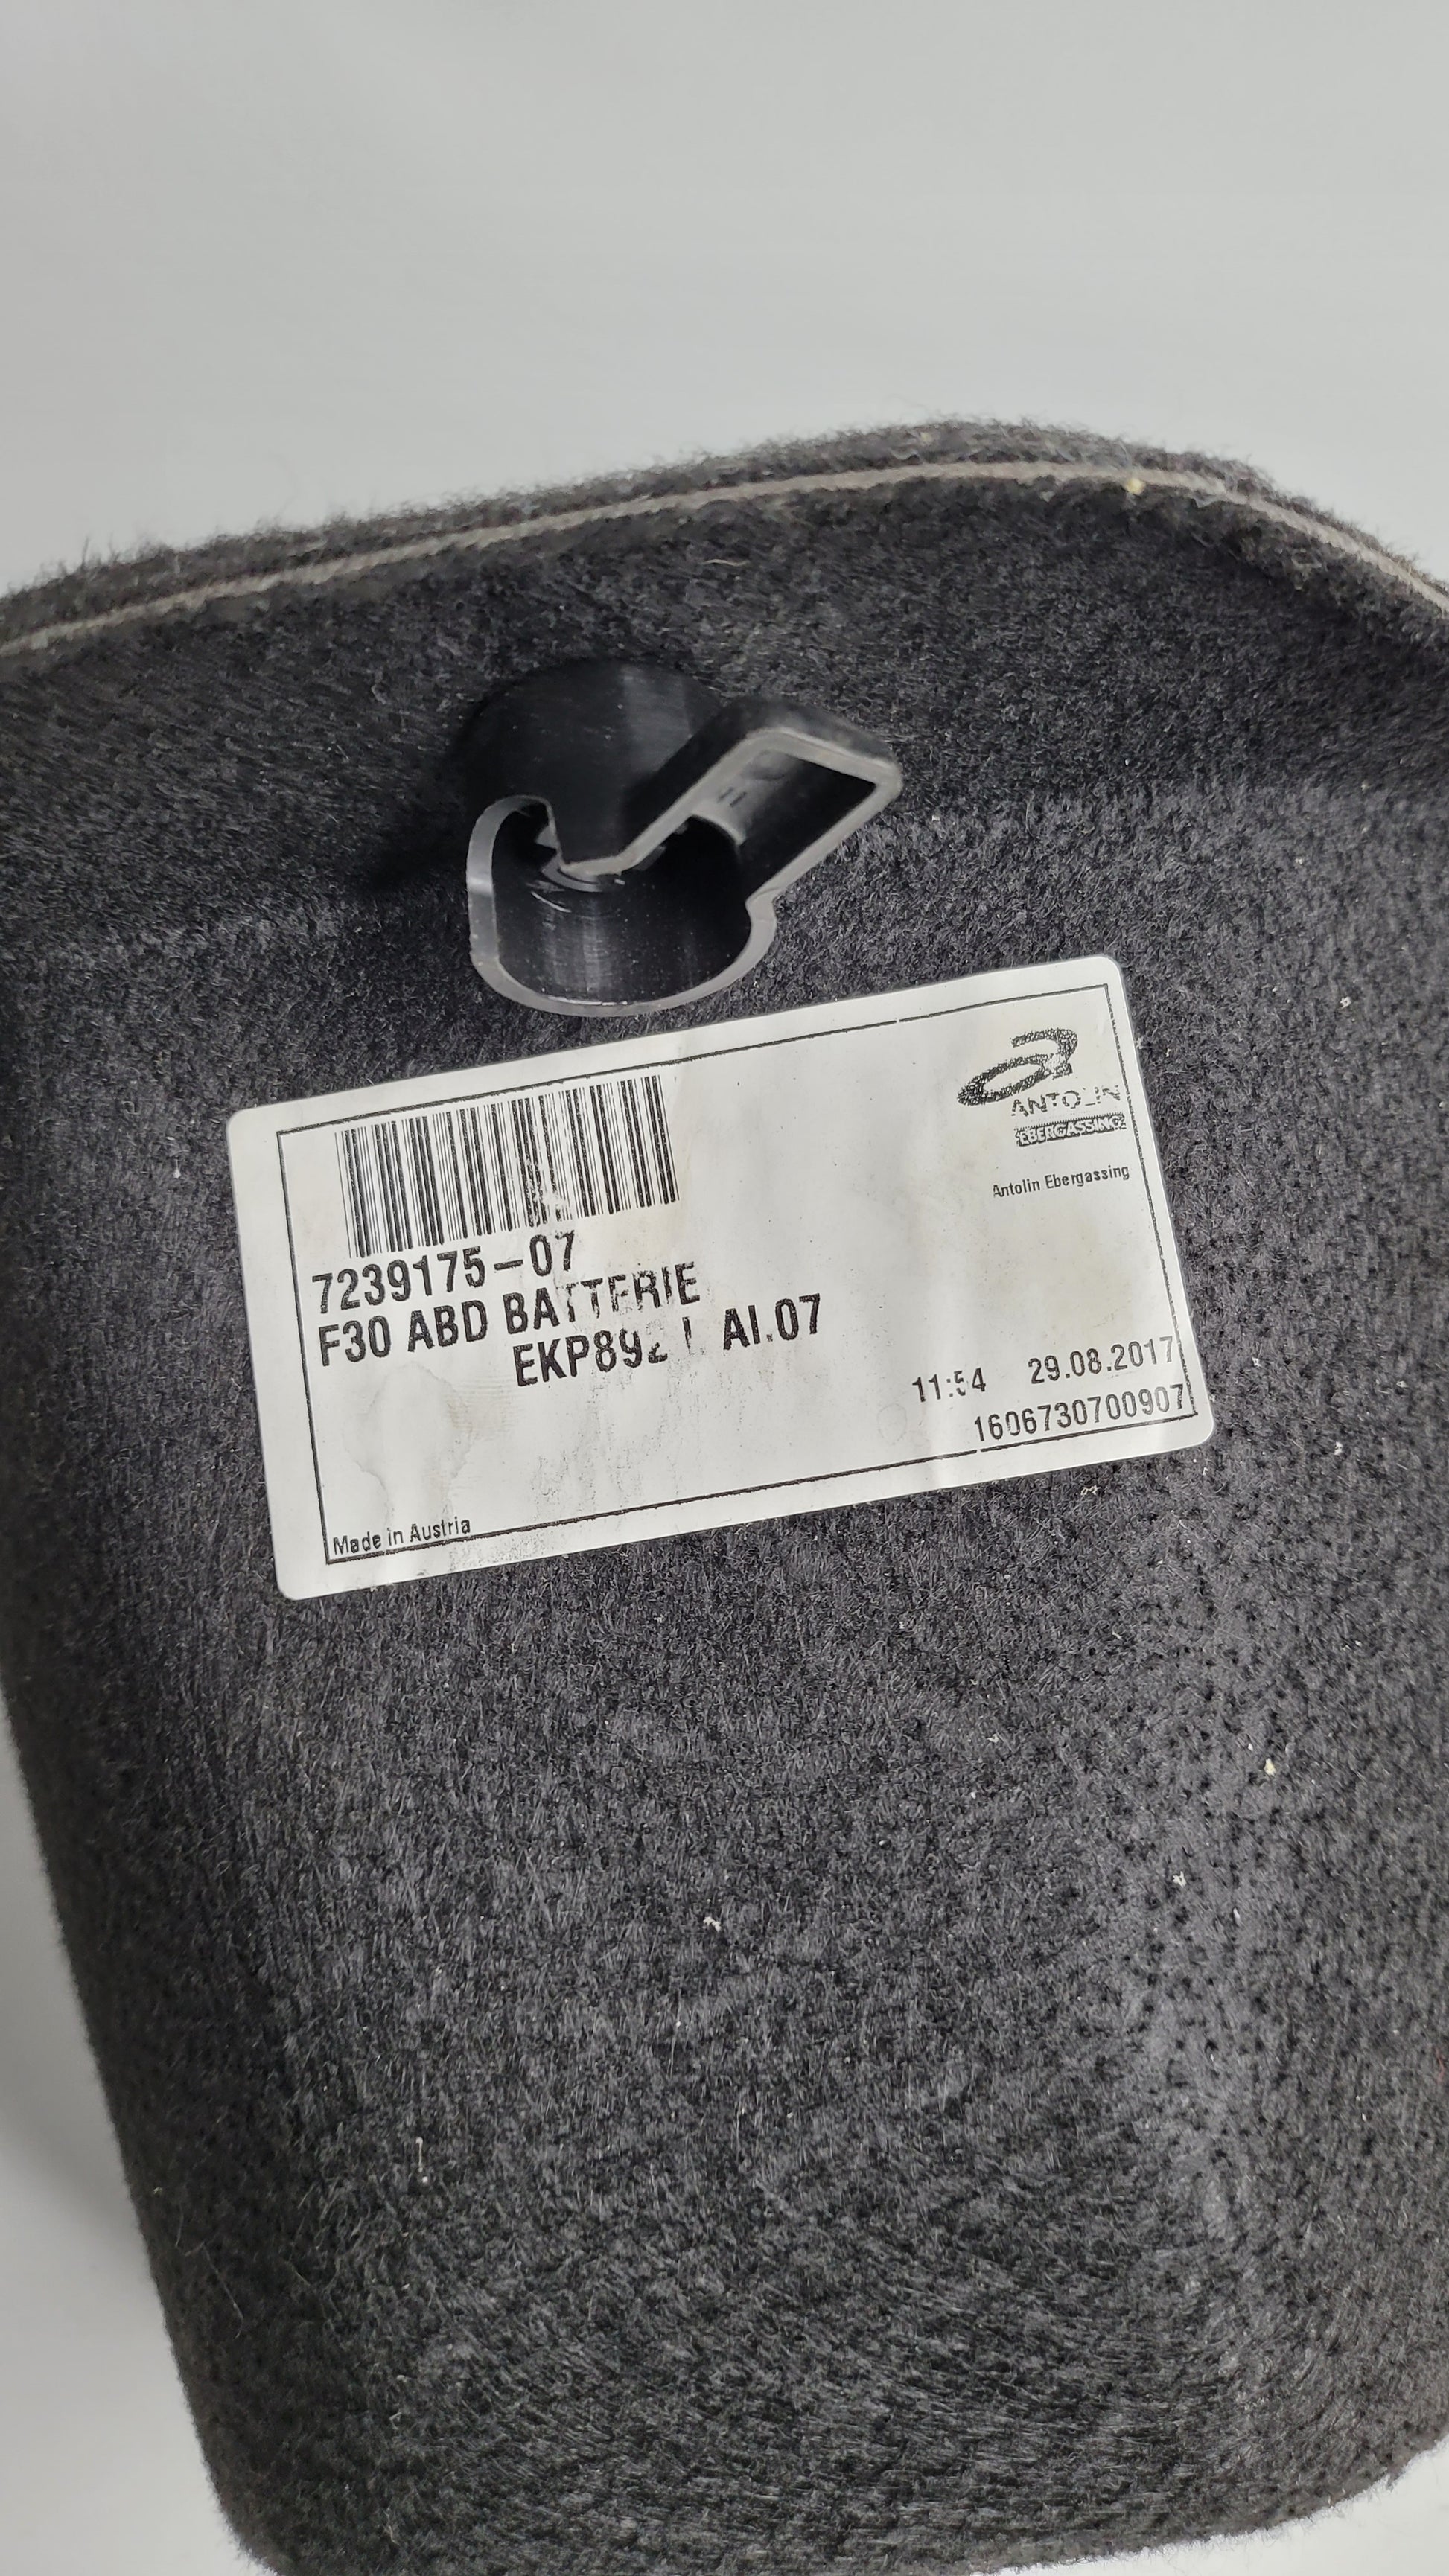 ANTOLIN
EBERGASSING
Antolin Ebergassing
7239175-07
F30 ABD BATTERIE
AI.07
11:54 29.08.2017
1606730700907
Made in Austria